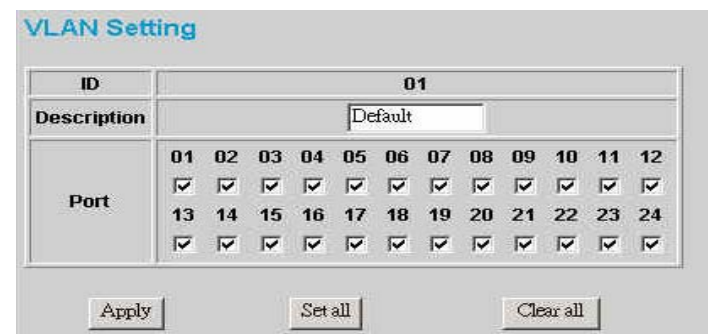 VLAN Setting
ID 01
Description Default
Port
01 02 03 04 05 06 07 08 09 10 11 12
13 14 15 16 17 18 19 20 21 22 23 24
Apply Set all Clear all